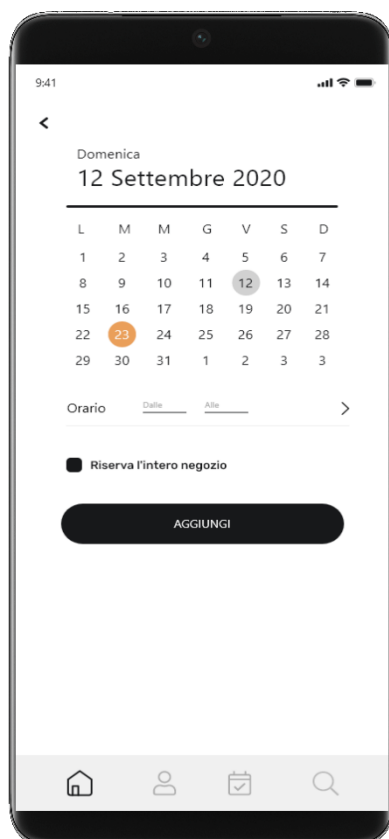 9:41
Domenica
12 Settembre 2020
L M M G V S D
1 2 3 4 5 6 7
8 9 10 11 12 13 14
15 16 17 18 19 20 21
22 23 24 25 26 27 28
29 30 31 1 2 3 3
Orario Dalle Alle
Riserva l'intero negozio
AGGIUNGI